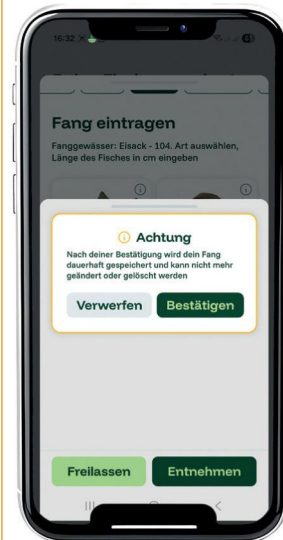 16:32
Fang eintragen
Fanggewässer: Eisack - 104. Art auswählen,
Länge des Fisches in cm eingeben
Achtung
Nach deiner Bestätigung wird dein Fang
dauerhaft gespeichert und kann nicht mehr
geändert oder gelöscht werden
Verwerfen Bestätigen
Freilassen Entnehmen